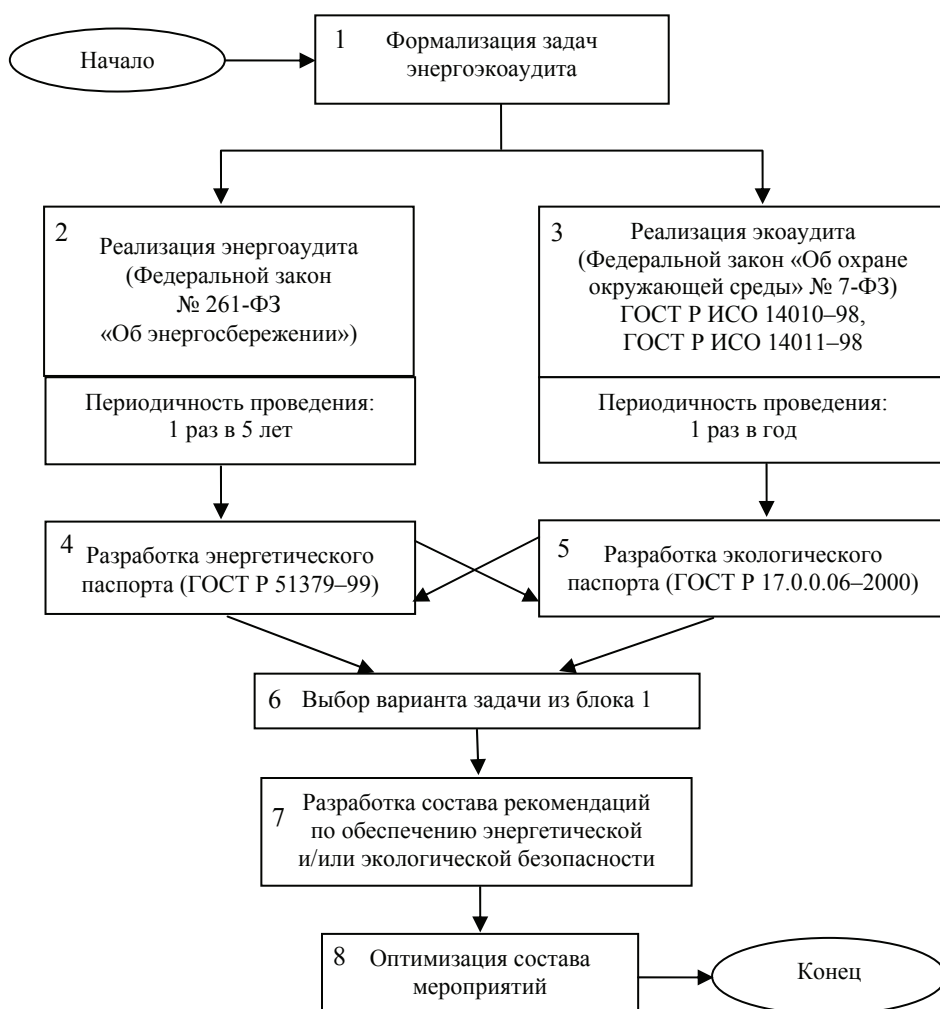 Начало
1 Формализация задач
энергоэкоаудита
2
Реализация энергоаудита
(Федеральной закон
№ 261-ФЗ
«Об энергосбережении»)
Периодичность проведения:
1 раз в 5 лет
3 Реализация экоаудита
(Федеральной закон «Об охране
окружающей среды» № 7-ФЗ)
ГОСТ Р ИСО 14010–98,
ГОСТ Р ИСО 14011–98
Периодичность проведения:
1 раз в год
4 Разработка энергетического
паспорта (ГОСТ Р 51379–99)
5 Разработка экологического
паспорта (ГОСТ Р 17.0.0.06–2000)
6 Выбор варианта задачи из блока 1
7 Разработка состава рекомендаций
по обеспечению энергетической
и/или экологической безопасности
8 Оптимизация состава
мероприятий
Конец